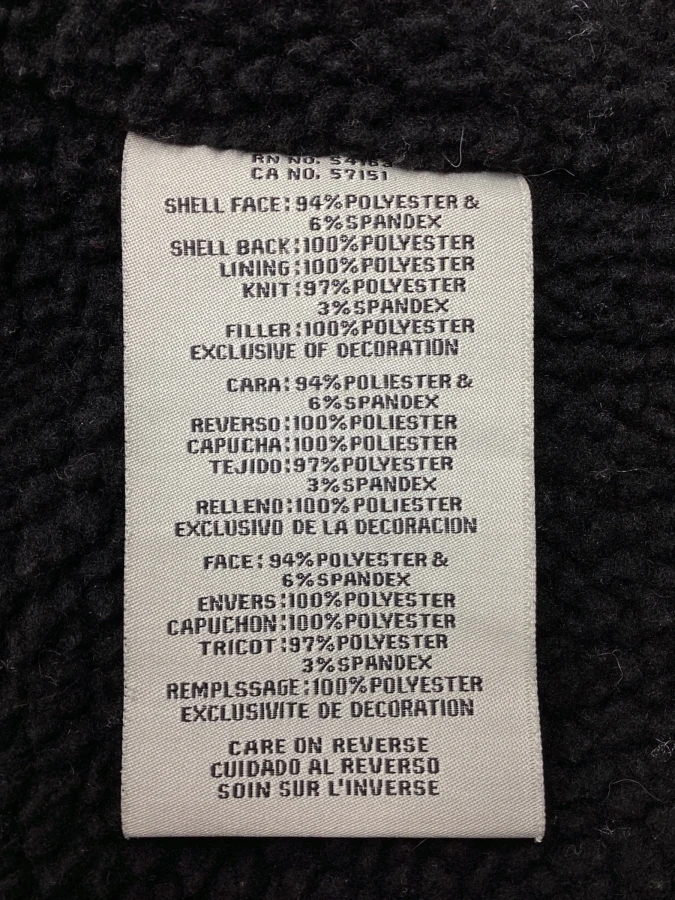 RN NO. 54163
CA NO. 57151
SHELL FACE: 94% POLYESTER &
6% SPANDEX
SHELL BACK: 100% POLYESTER
LINING: 100% POLYESTER
KNIT: 97% POLYESTER
3% SPANDEX
FILLER: 100% POLYESTER
EXCLUSIVE OF DECORATION
CARA: 94% POLIESTER &
6% SPANDEX
REVERSO: 100% POLIESTER
CAPUCHA: 100% POLIESTER
TEJIDO: 97% POLYESTER
3% SPANDEX
RELLENO: 100% POLIESTER
EXCLUSIVO DE LA DECORACION
FACE: 94% POLYESTER &
6% SPANDEX
ENVERS: 100% POLYESTER
CAPUCHON: 100% POLYESTER
TRICOT: 97% POLYESTER
3% SPANDEX
REMPLSSAGE: 100% POLYESTER
EXCLUSIVITE DE DECORATION
CARE ON REVERSE
CUIDADO AL REVERSO
SOIN SUR L'INVERSE